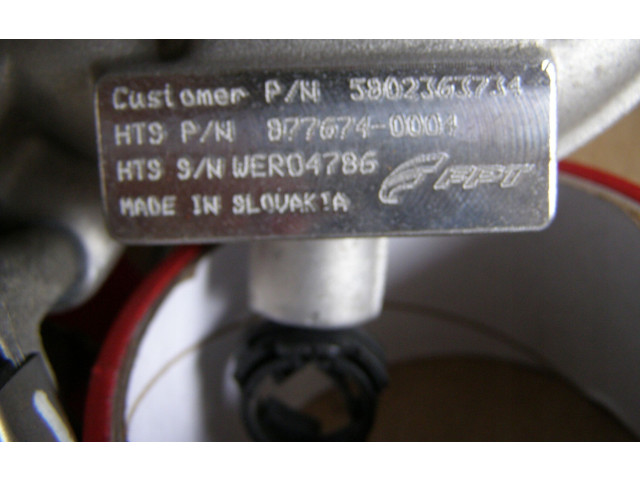 Customer P/N 5802363734
HTS P/N 877674-0001
HTS S/N WER04786
FPT
MADE IN SLOVAKIA